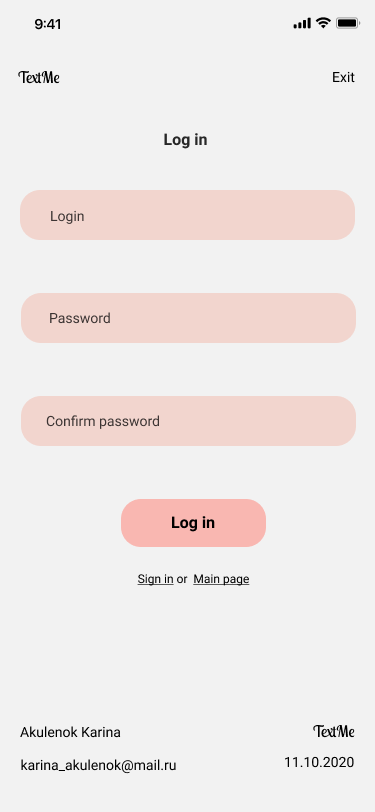 9:41
TextMe Exit
Log in
Login
Password
Confirm password
Log in
Sign in or Main page
Akulenok Karina TextMe
karina_akulenok@mail.ru 11.10.2020